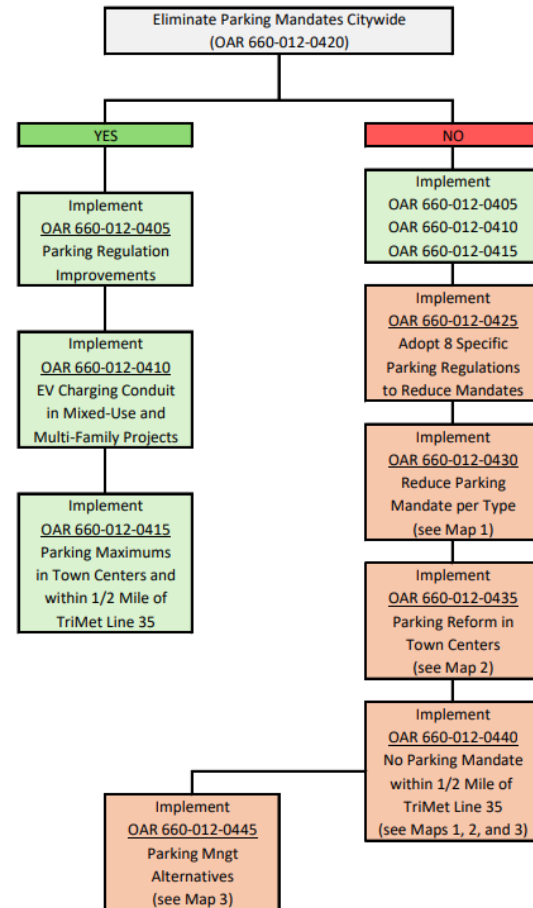 Eliminate Parking Mandates Citywide
(OAR 660-012-0420)
YES
Implement
OAR 660-012-0405
Parking Regulation
Improvements
Implement
OAR 660-012-0410
EV Charging Conduit
in Mixed-Use and
Multi-Family Projects
Implement
OAR 660-012-0415
Parking Maximums
in Town Centers and
within 1/2 Mile of
TriMet Line 35
NO
Implement
OAR 660-012-0405
OAR 660-012-0410
OAR 660-012-0415
Implement
OAR 660-012-0425
Adopt 8 Specific
Parking Regulations
to Reduce Mandates
Implement
OAR 660-012-0430
Reduce Parking
Mandate per Type
(see Map 1)
Implement
OAR 660-012-0435
Parking Reform in
Town Centers
(see Map 2)
Implement
OAR 660-012-0440
No Parking Mandate
within 1/2 Mile of
TriMet Line 35
(see Maps 1, 2, and 3)
Implement
OAR 660-012-0445
Parking Mngt
Alternatives
(see Map 3)